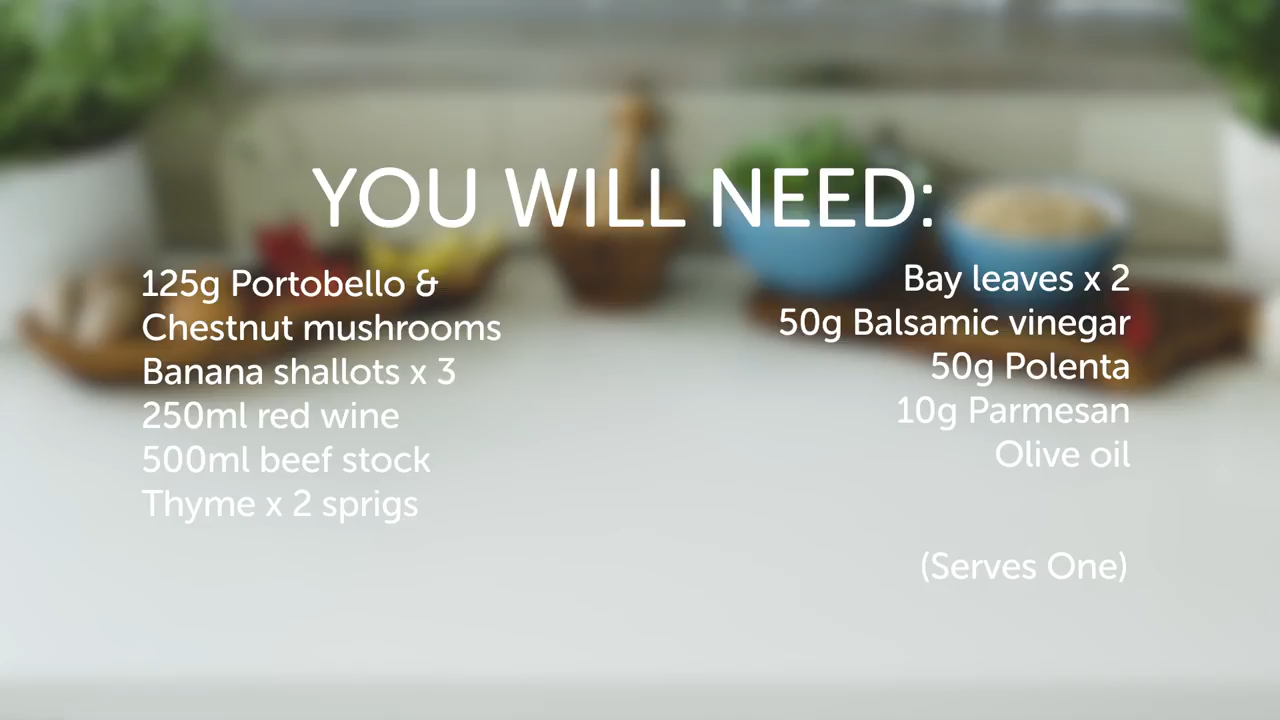 YOU WILL NEED:
125g Portobello &
Chestnut mushrooms
Banana shallots x 3
250ml red wine
500ml beef stock
Thyme x 2 sprigs
Bay leaves x 2
50g Balsamic vinegar
50g Polenta
10g Parmesan
Olive oil
(Serves One)